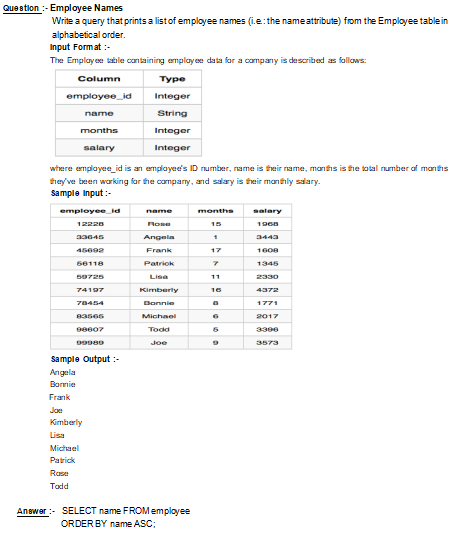 Question :- Employee Names
Write a query that prints a list of employee names (i.e.: the name attribute) from the Employee table in
alphabetical order.
Input Format :-
The Employee table containing employee data for a company is described as follows:
Column Type
employee_id Integer
name String
months Integer
salary Integer
where employee_id is an employee's ID number, name is their name, months is the total number of months
they've been working for the company, and salary is their monthly salary.
Sample Input :-
employee_id name months salary
12228 Rose 15 1968
33645 Angela 1 3443
45692 Frank 17 1608
56118 Patrick 7 1345
59725 Lisa 11 2330
74197 Kimberly 16 4372
78454 Bonnie 8 1771
83565 Michael 6 2017
98607 Todd 5 3396
99989 Joe 9 3573
Sample Output :-
Angela
Bonnie
Frank
Joe
Kimberly
Lisa
Michael
Patrick
Rose
Todd
Answer :- SELECT name FROM employee
ORDER BY name ASC;